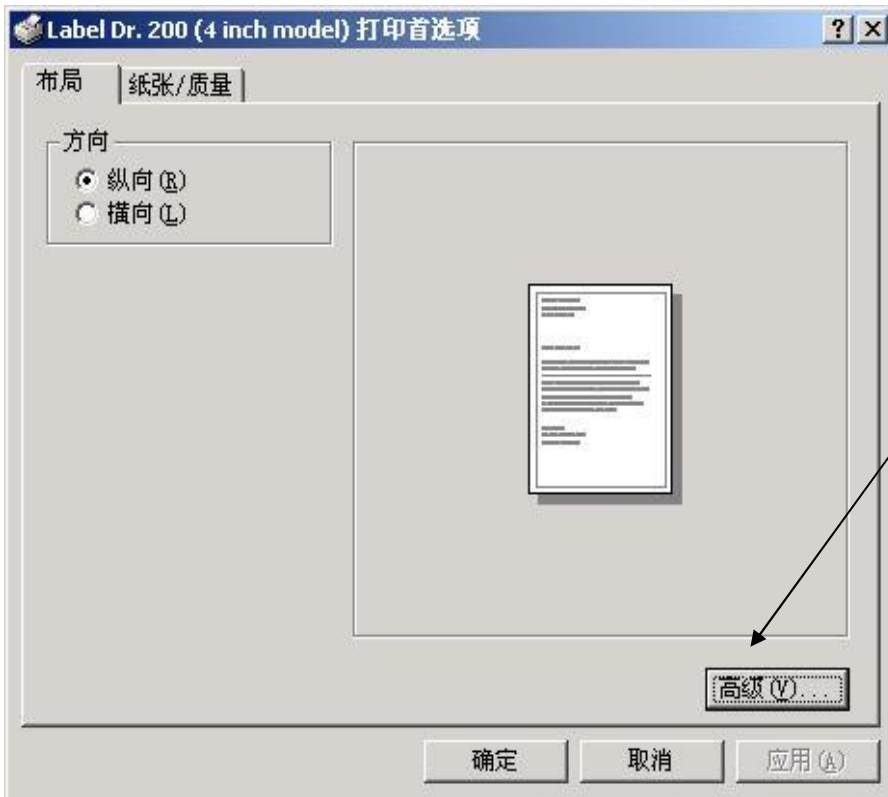 Label Dr. 200 (4 inch model) 打印首选项
布局 纸张/质量
方向
纵向(R)
横向(L)
高级(V)...
确定 取消 应用(A)